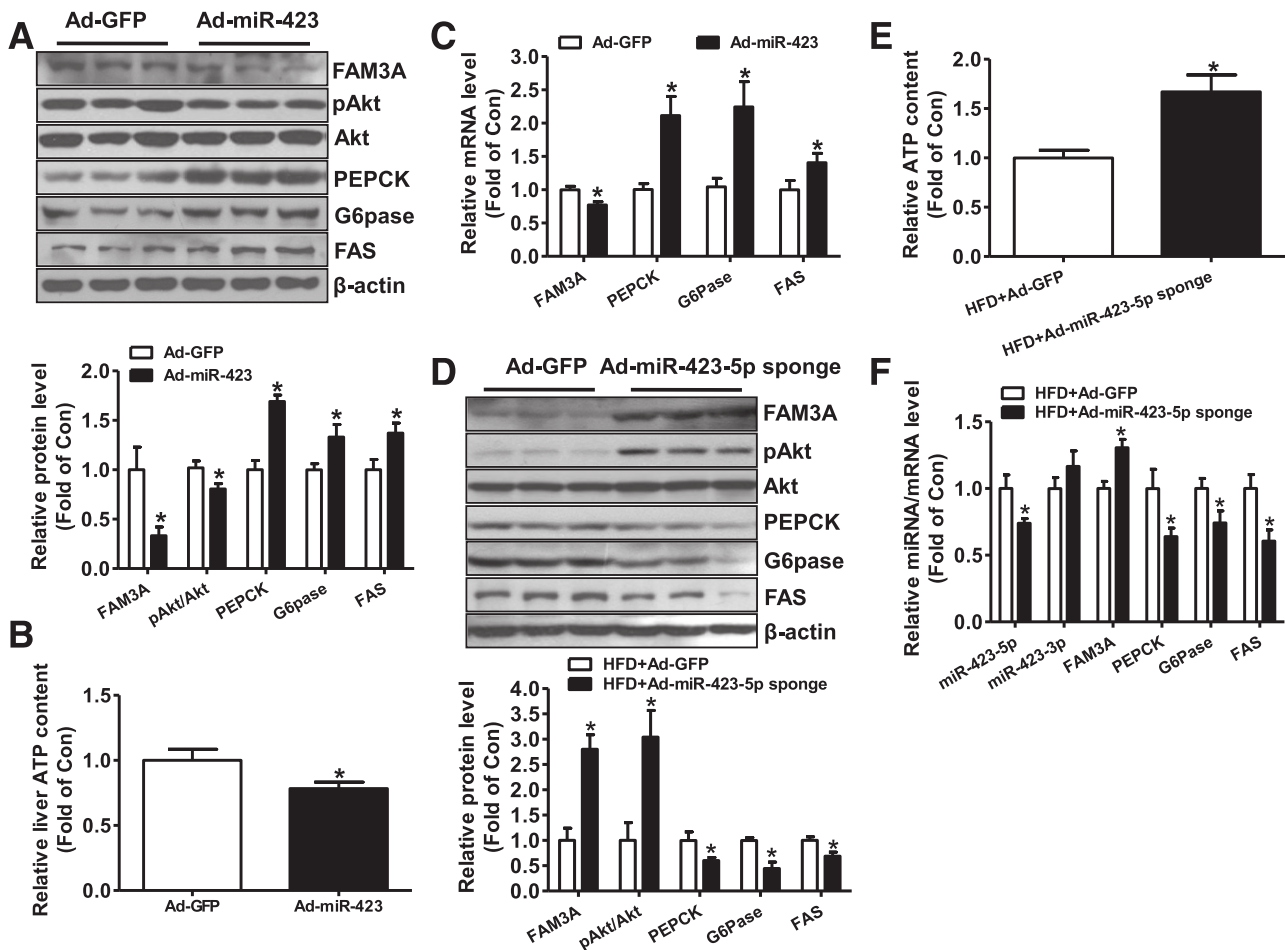 A
Ad-GFP Ad-miR-423
FAM3A
pAkt
Akt
PEPCK
G6pase
FAS
β-actin
Ad-GFP
Ad-miR-423
Relative protein level
(Fold of Con)
2.0
1.5
1.0
0.5
0.0
* * * * *
FAM3A pAkt/Akt PEPCK G6pase FAS
B
Relative liver ATP content
(Fold of Con)
1.5
1.0
0.5
0.0
*
Ad-GFP Ad-miR-423
C
Ad-GFP Ad-miR-423
Relative mRNA level
(Fold of Con)
3.0
2.5
2.0
1.5
1.0
0.5
0.0
* * * *
FAM3A PEPCK G6Pase FAS
D
Ad-GFP Ad-miR-423-5p sponge
FAM3A
pAkt
Akt
PEPCK
G6pase
FAS
β-actin
HFD+Ad-GFP
HFD+Ad-miR-423-5p sponge
Relative protein level
(Fold of Con)
4.0
3.5
3.0
2.5
2.0
1.5
1.0
0.5
0.0
* * * * *
FAM3A pAkt/Akt PEPCK G6Pase FAS
E
Relative ATP content
(Fold of Con)
2.0
1.5
1.0
0.5
0.0
*
HFD+Ad-GFP HFD+Ad-miR-423-5p sponge
F
HFD+Ad-GFP
HFD+Ad-miR-423-5p sponge
Relative miRNA/mRNA level
(Fold of Con)
1.5
1.0
0.5
0.0
* * * * *
miR-423-5p miR-423-3p FAM3A PEPCK G6Pase FAS